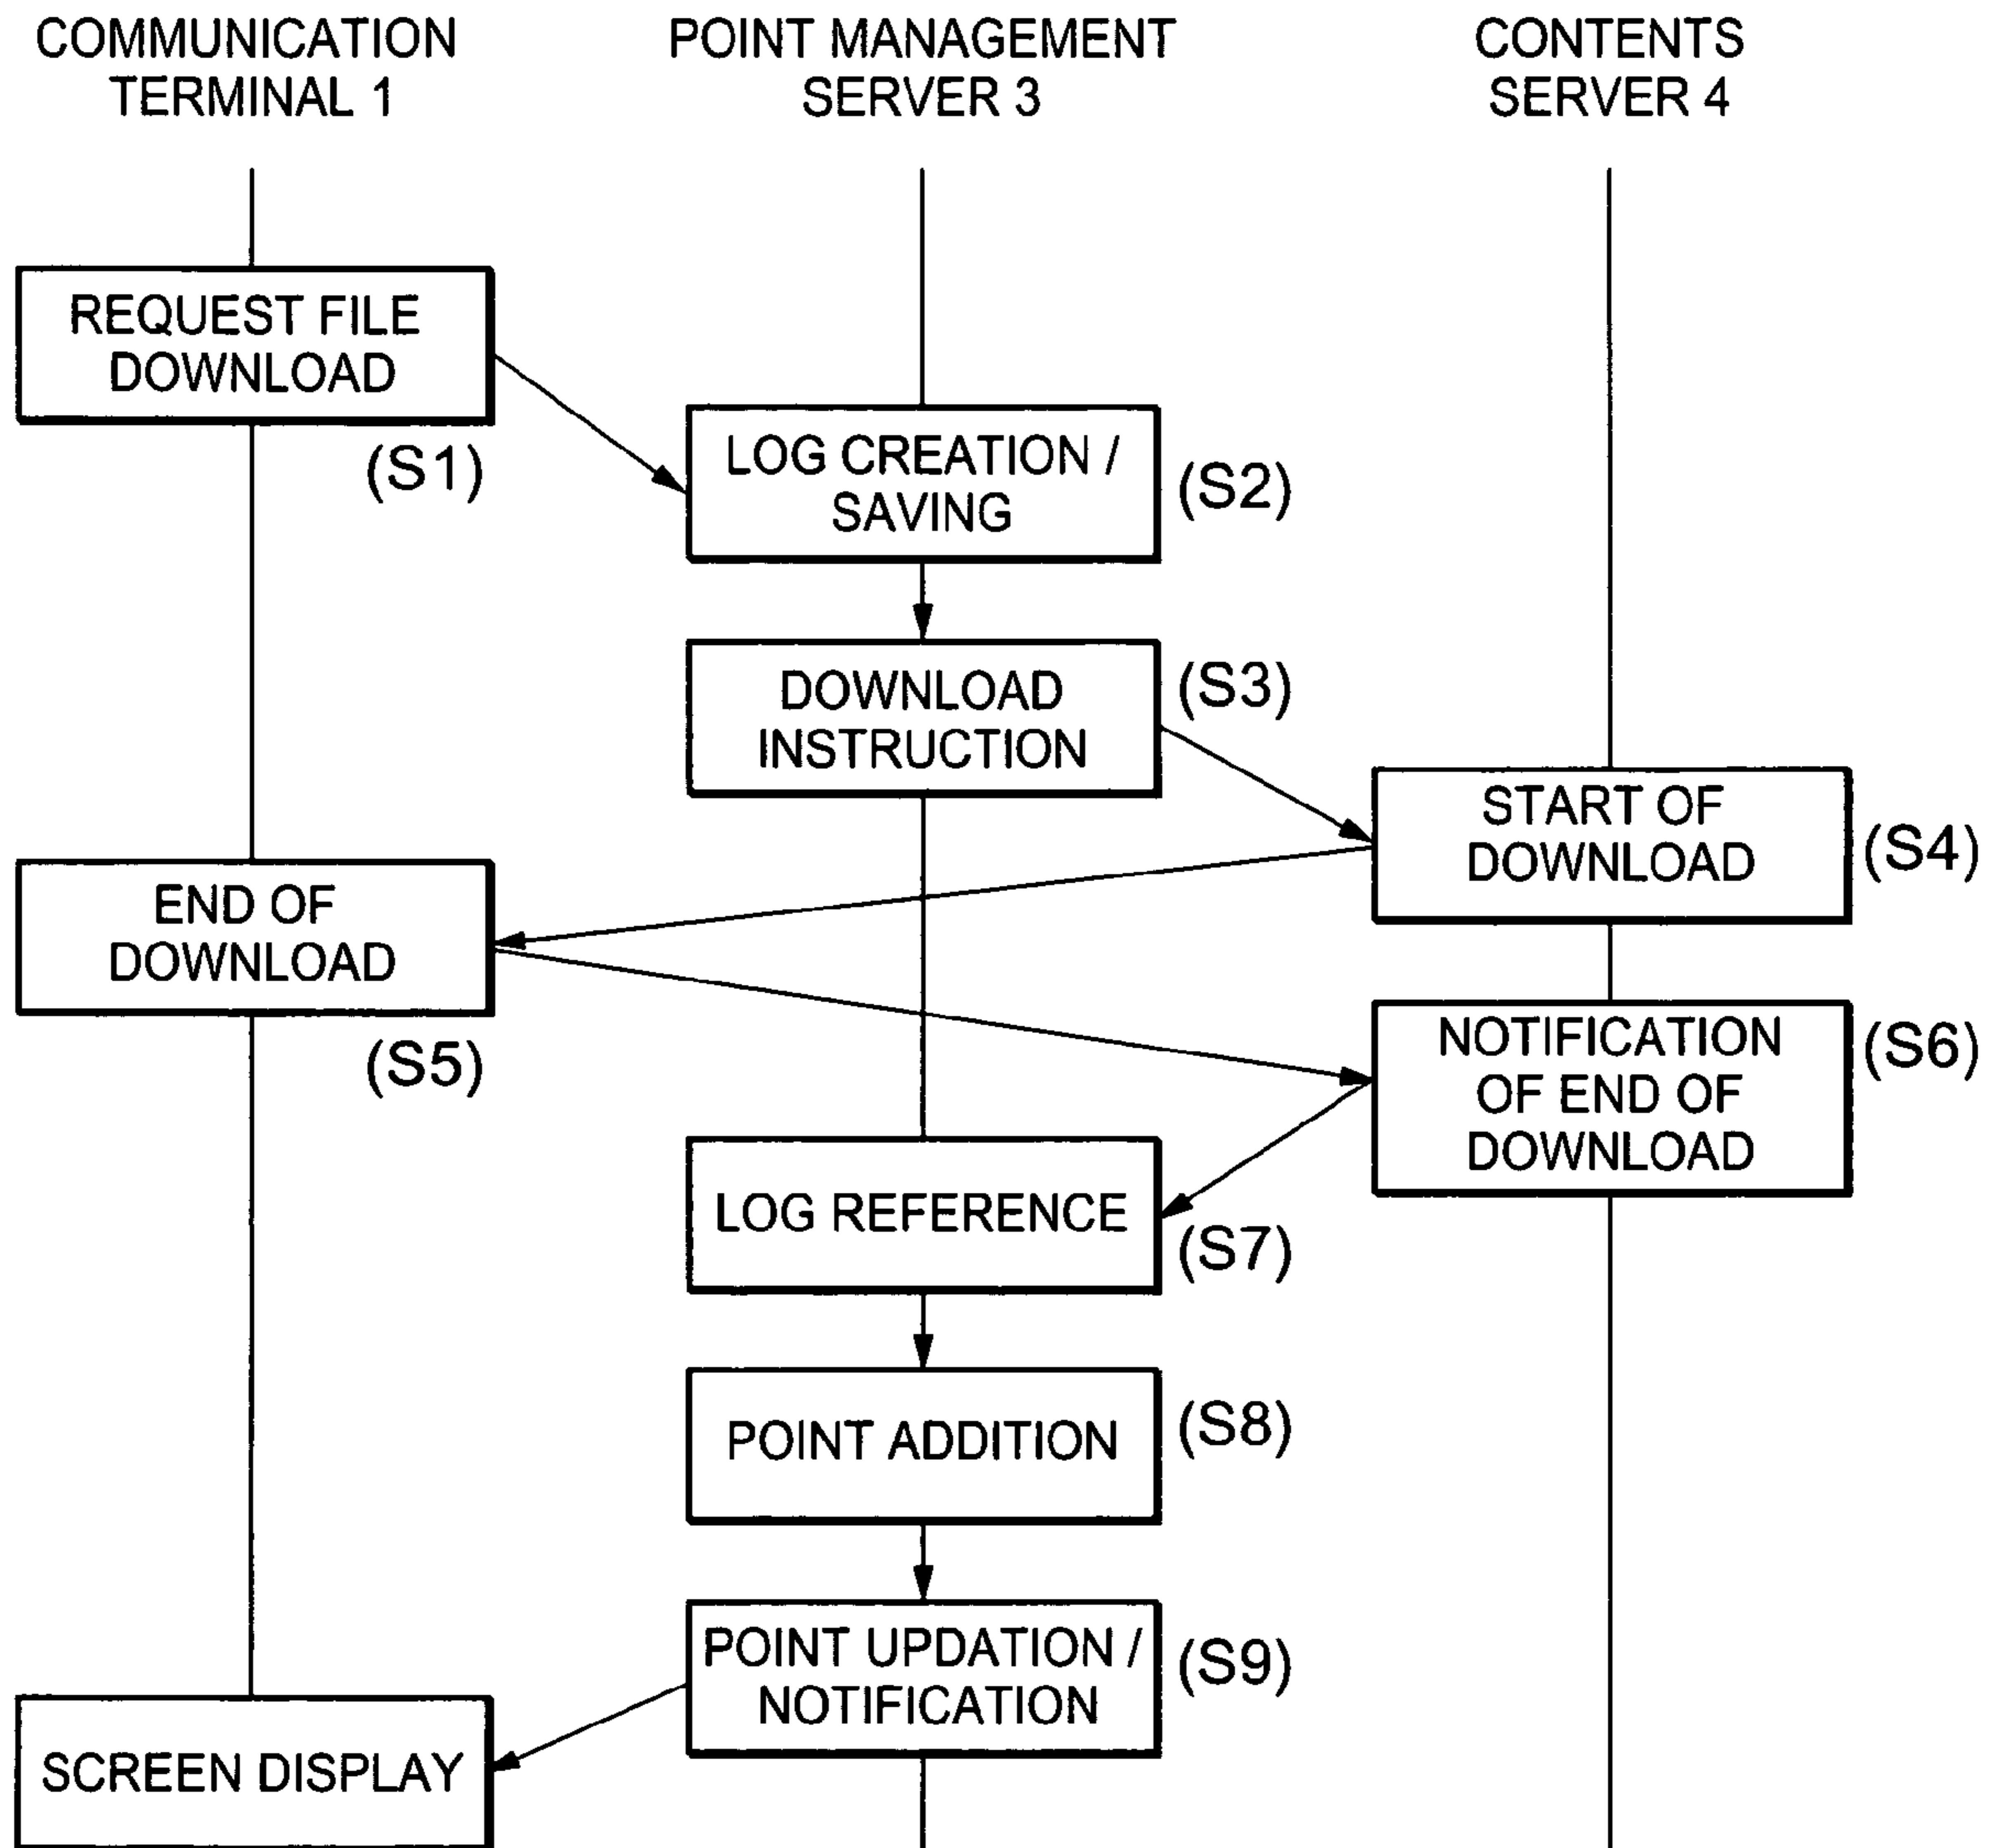 COMMUNICATION
TERMINAL 1
POINT MANAGEMENT
SERVER 3
CONTENTS
SERVER 4
REQUEST FILE
DOWNLOAD
(S1)
LOG CREATION /
SAVING
(S2)
DOWNLOAD
INSTRUCTION
(S3)
START OF
DOWNLOAD
(S4)
END OF
DOWNLOAD
(S5)
NOTIFICATION
OF END OF
DOWNLOAD
(S6)
LOG REFERENCE
(S7)
POINT ADDITION
(S8)
POINT UPDATION /
NOTIFICATION
(S9)
SCREEN DISPLAY